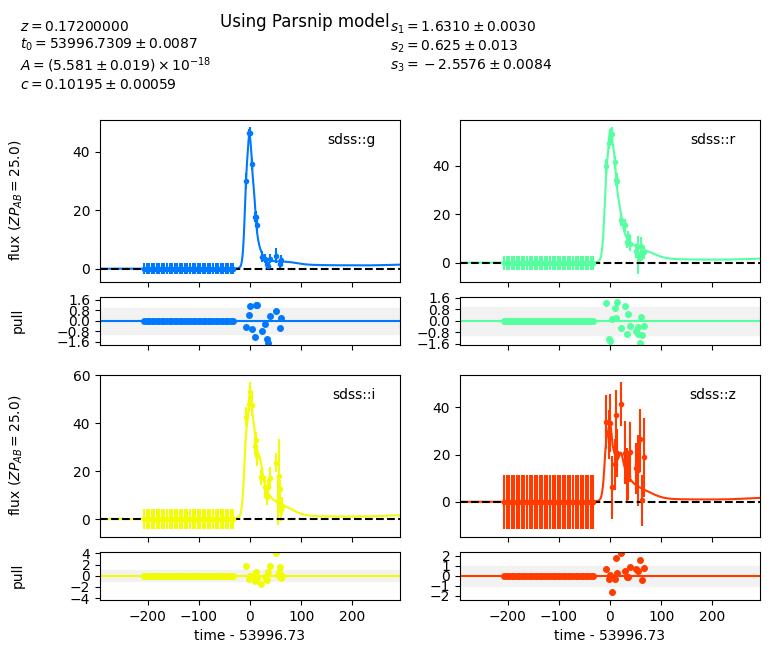 Using Parsnip model
z = 0.17200000
t₀ = 53996.7309 ± 0.0087
A = (5.581 ± 0.019) × 10⁻¹⁸
c = 0.10195 ± 0.00059
s₁ = 1.6310 ± 0.0030
s₂ = 0.625 ± 0.013
s₃ = −2.5576 ± 0.0084
sdss::g
flux (ZP_AB = 25.0)
40
20
0
sdss::r
40
20
0
pull
1.6
0.8
0.0
−0.8
−1.6
1.6
0.8
0.0
−0.8
−1.6
sdss::i
flux (ZP_AB = 25.0)
60
40
20
0
sdss::z
40
20
0
pull
4
2
0
−2
−4
2
1
0
−1
−2
−200 −100 0 100 200
time - 53996.73
−200 −100 0 100 200
time - 53996.73